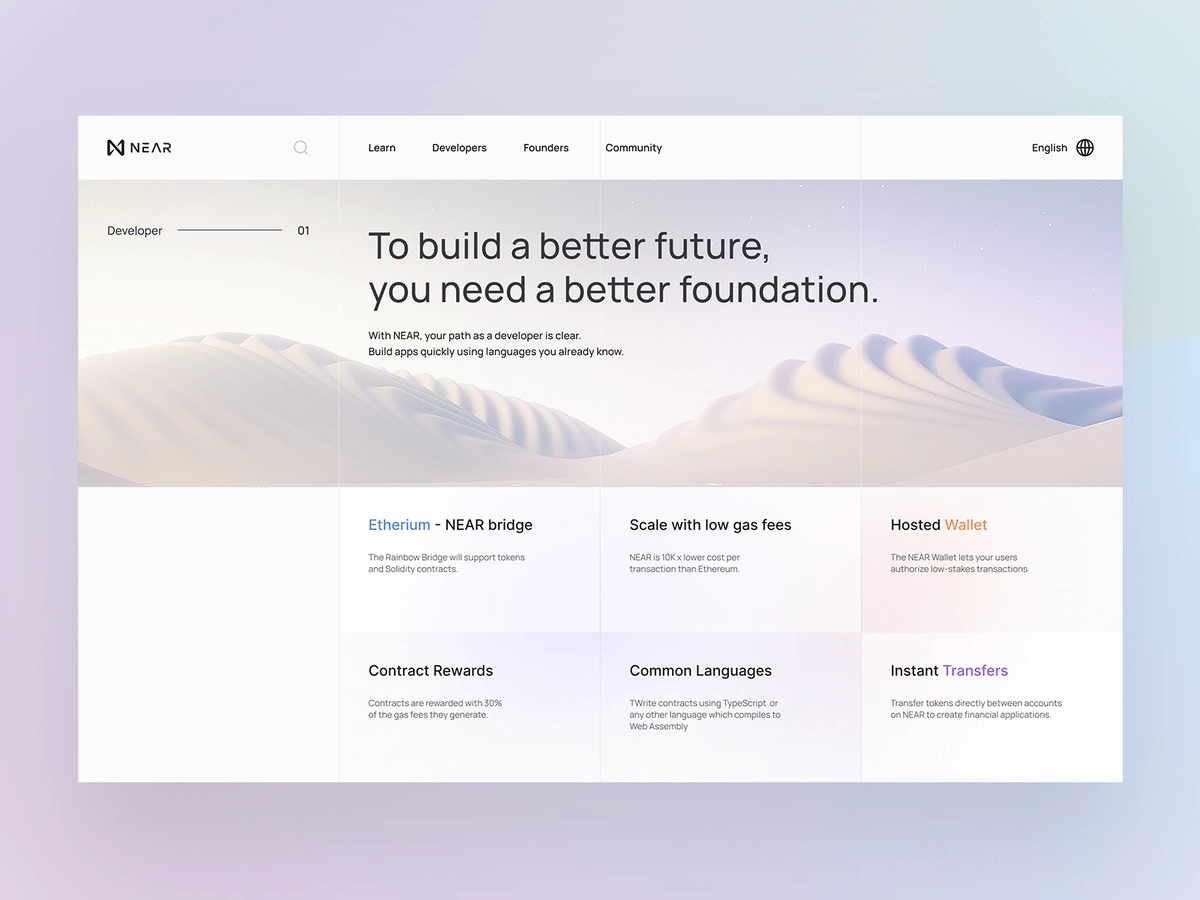 NEAR
Learn
Developers
Founders
Community
English
Developer
01
To build a better future,
you need a better foundation.
With NEAR, your path as a developer is clear.
Build apps quickly using languages you already know.
Etherium - NEAR bridge
The Rainbow Bridge will support tokens
and Solidity contracts.
Scale with low gas fees
NEAR is 10K x lower cost per
transaction than Ethereum.
Hosted Wallet
The NEAR Wallet lets your users
authorize low-stakes transactions
Contract Rewards
Contracts are rewarded with 30%
of the gas fees they generate.
Common Languages
TWrite contracts using TypeScript or
any other language which compiles to
Web Assembly
Instant Transfers
Transfer tokens directly between accounts
on NEAR to create financial applications.